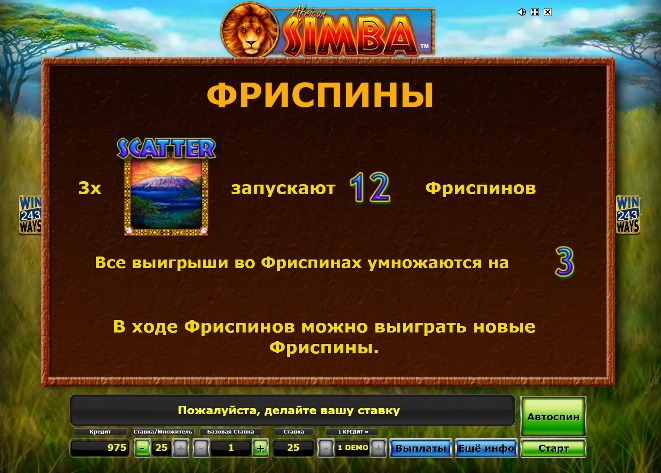 African
SIMBA™
ФРИСПИНЫ
SCATTER
3x запускают 12 Фриспинов
WIN 243 WAYS
WIN 243 WAYS
Все выигрыши во Фриспинах умножаются на 3
В ходе Фриспинов можно выиграть новые
Фриспины.
Пожалуйста, делайте вашу ставку
Автоспин
Кредит Ставка/Множитель Базовая Ставка Ставка 1 КРЕДИТ =
975 - 25 + - 1 + 25 - 1 DEMO + Выплаты Ещё инфо Старт